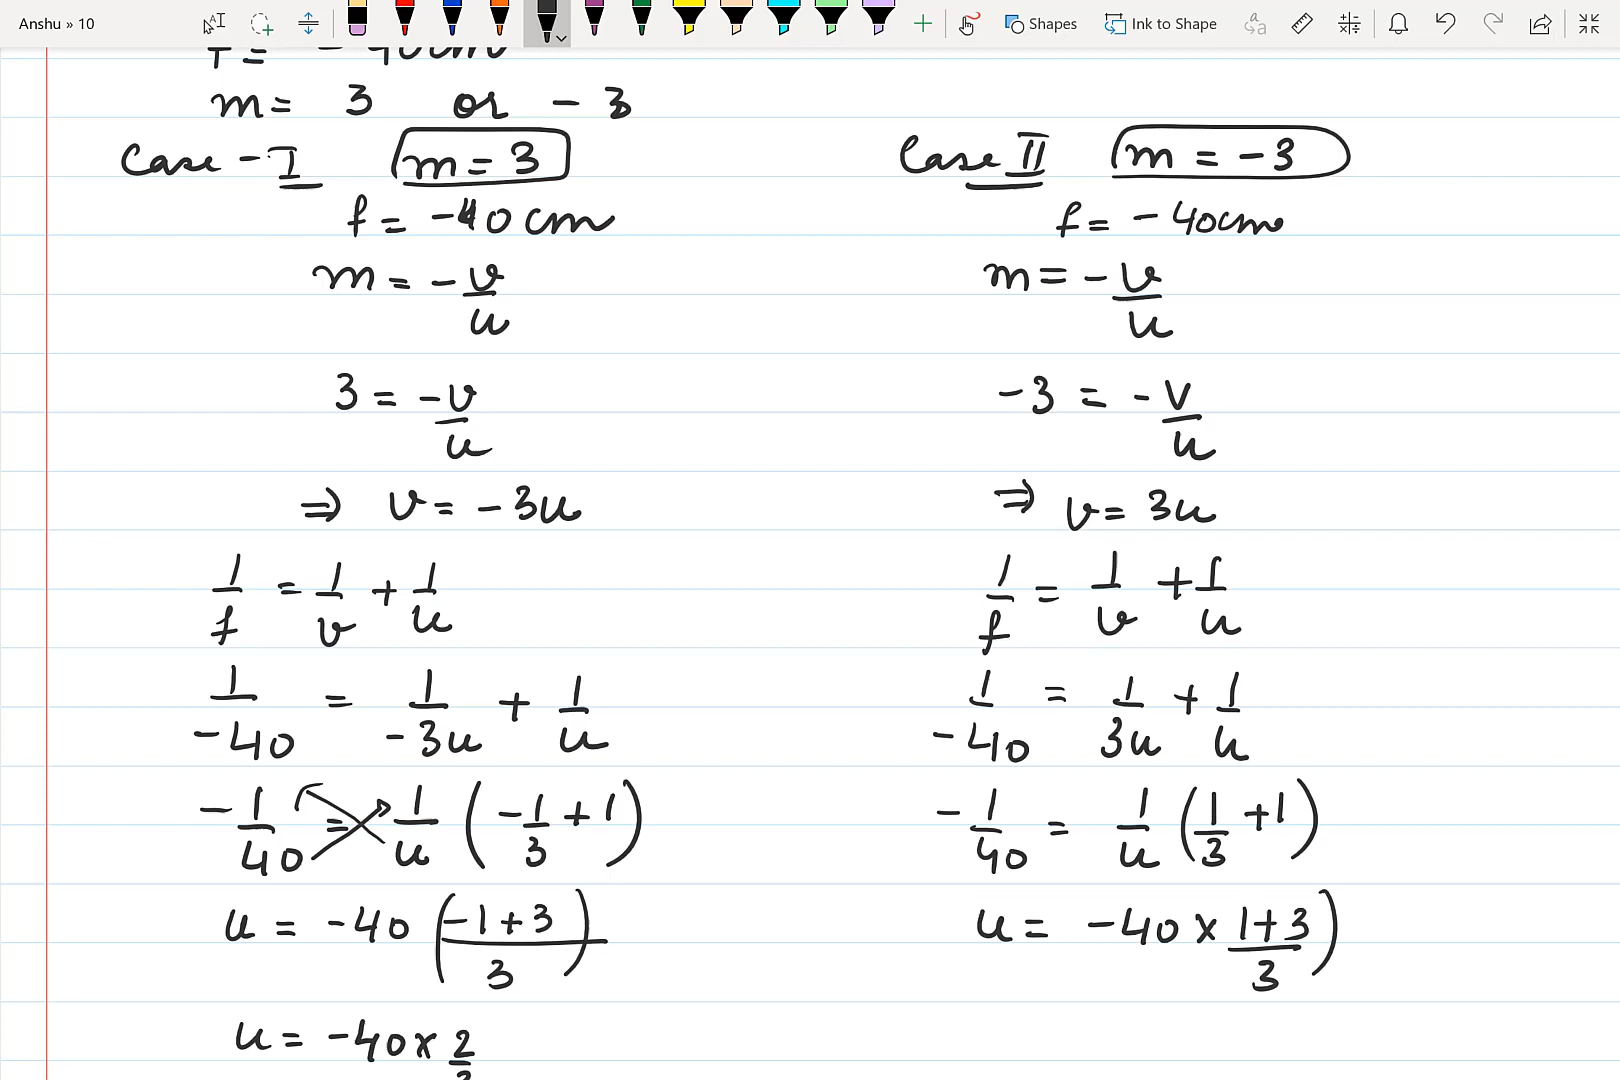 Anshu » 10
Shapes
Ink to Shape
f = - 40cm
m = 3 or - 3
Case - I m = 3
f = -40 cm
m = -v/u
3 = -v/u
⇒ v = - 3u
1/f = 1/v + 1/u
1/-40 = 1/-3u + 1/u
-1/40 = 1/u ( -1/3 + 1 )
u = -40 ( -1+3 / 3 )
u = -40 x 2/3
Case II m = -3
f = - 40cm
m = - v/u
-3 = - v/u
⇒ v = 3u
1/f = 1/v + 1/u
1/-40 = 1/3u + 1/u
- 1/40 = 1/u ( 1/3 + 1 )
u = -40 x 1+3/3 )